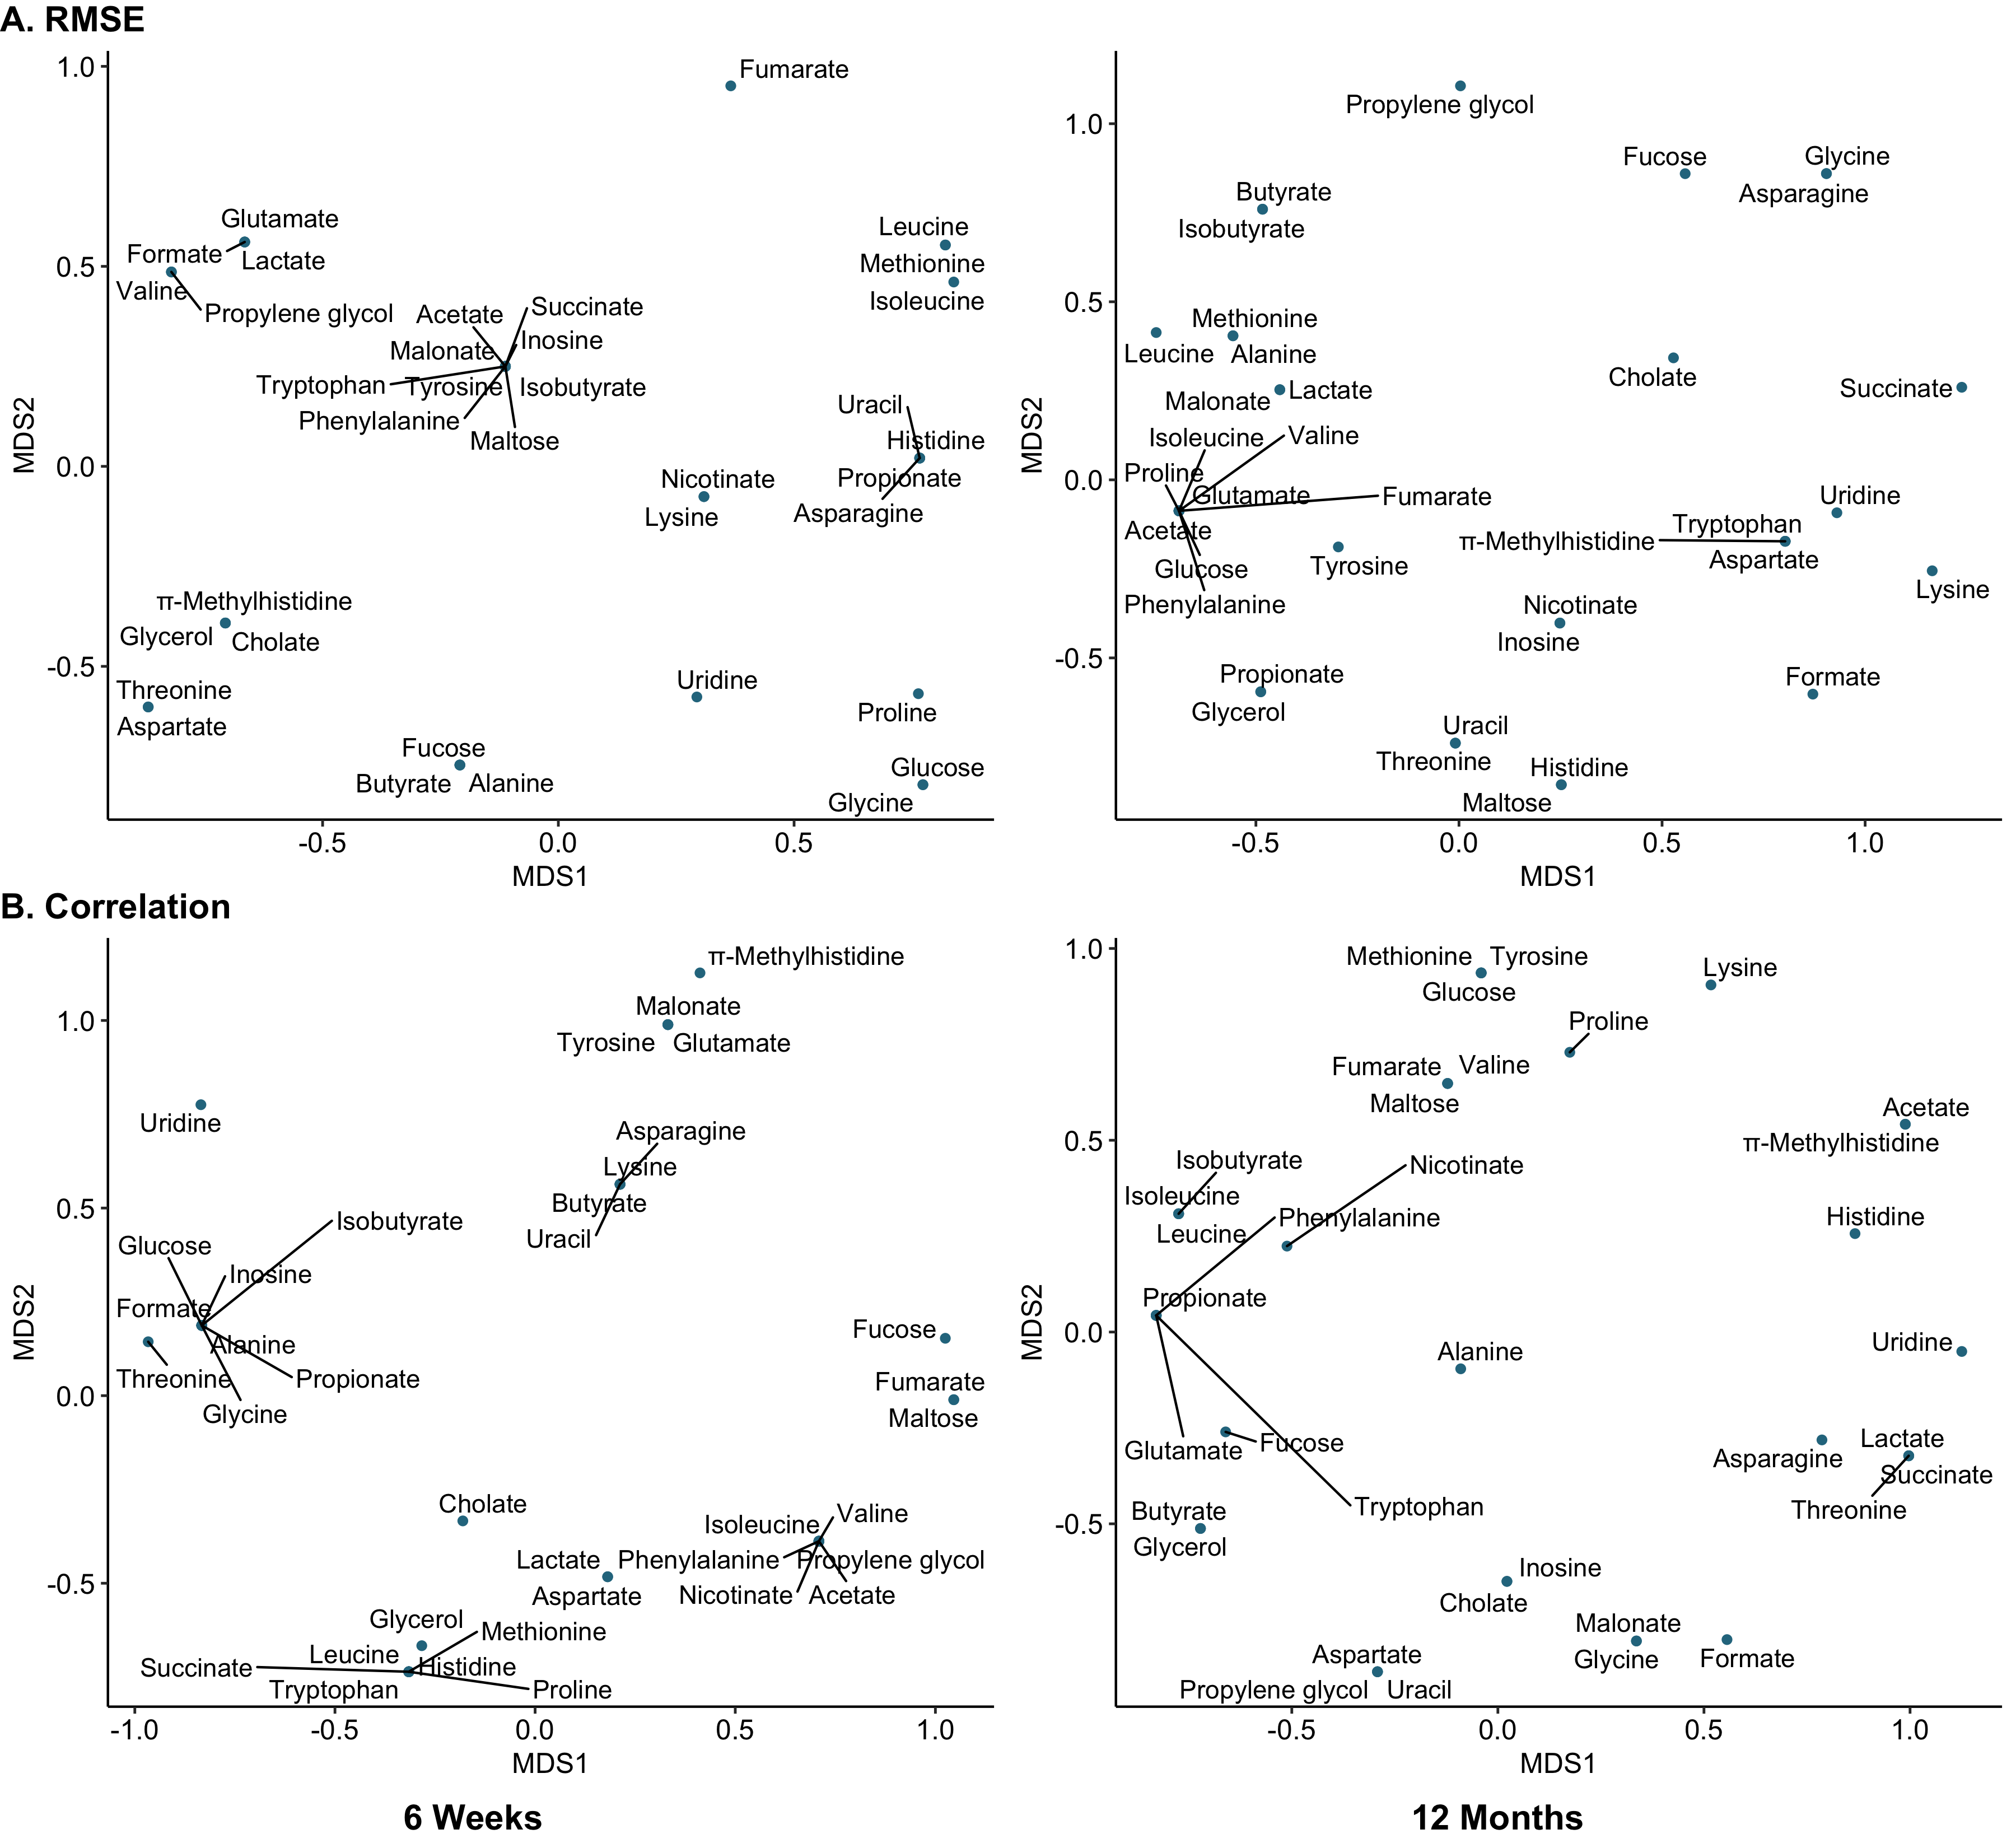 A. RMSE
1.0
Fumarate
Glutamate
Formate
Lactate
0.5
Valine
Propylene glycol
Leucine
Methionine
Isoleucine
Acetate
Succinate
Malonate
Inosine
Tryptophan
Tyrosine
Isobutyrate
Phenylalanine
Maltose
Uracil
Histidine
Propionate
Asparagine
MDS2
0.0
Nicotinate
Lysine
π-Methylhistidine
Glycerol
Cholate
-0.5
Threonine
Aspartate
Uridine
Proline
Fucose
Butyrate
Alanine
Glucose
Glycine
-0.5
0.0
0.5
MDS1
Propylene glycol
1.0
Fucose
Glycine
Asparagine
Butyrate
Isobutyrate
0.5
Methionine
Leucine
Alanine
Cholate
Succinate
Malonate
Lactate
Isoleucine
Valine
MDS2
0.0
Proline
Glutamate
Fumarate
Acetate
Glucose
Phenylalanine
Tyrosine
Uridine
Tryptophan
π-Methylhistidine
Aspartate
Lysine
Nicotinate
Inosine
-0.5
Propionate
Glycerol
Formate
Uracil
Threonine
Histidine
Maltose
-0.5
0.0
0.5
1.0
MDS1
B. Correlation
π-Methylhistidine
1.0
Malonate
Tyrosine
Glutamate
Uridine
Asparagine
Lysine
Butyrate
Uracil
0.5
Isobutyrate
Glucose
Inosine
Formate
Alanine
Threonine
Propionate
Glycine
MDS2
0.0
Fucose
Fumarate
Maltose
Cholate
Valine
Isoleucine
Lactate
Phenylalanine
Propylene glycol
Aspartate
Nicotinate
Acetate
-0.5
Glycerol
Methionine
Leucine
Succinate
Histidine
Tryptophan
Proline
-1.0
-0.5
0.0
0.5
1.0
MDS1
1.0
Methionine
Tyrosine
Glucose
Lysine
Proline
Fumarate
Valine
Maltose
0.5
Acetate
π-Methylhistidine
Isobutyrate
Nicotinate
Isoleucine
Leucine
Phenylalanine
Histidine
Propionate
MDS2
0.0
Alanine
Uridine
Glutamate
Fucose
Lactate
Asparagine
Succinate
Threonine
Tryptophan
Butyrate
Glycerol
-0.5
Inosine
Cholate
Malonate
Glycine
Formate
Aspartate
Propylene glycol
Uracil
-0.5
0.0
0.5
1.0
MDS1
6 Weeks
12 Months